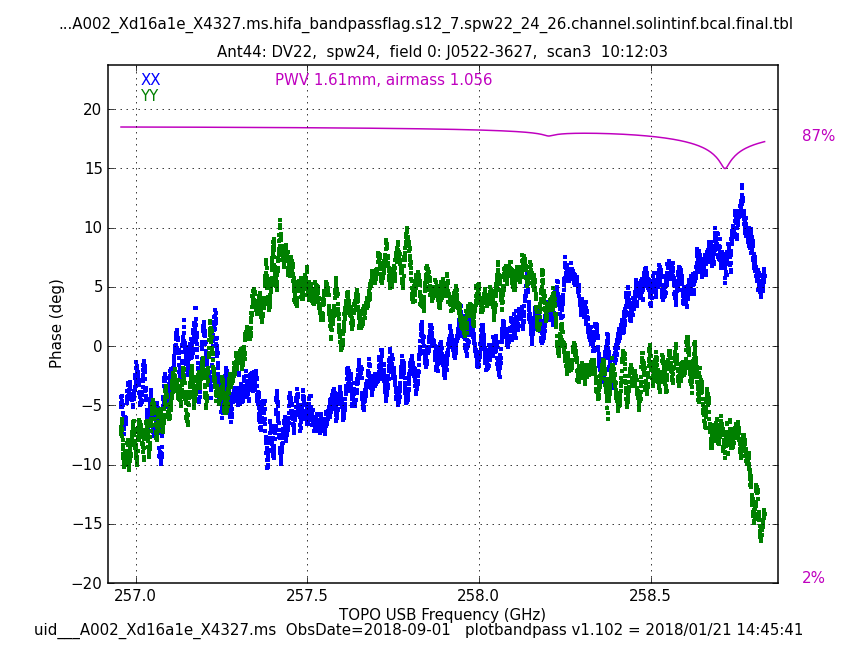 ...A002_Xd16a1e_X4327.ms.hifa_bandpassflag.s12_7.spw22_24_26.channel.solintinf.bcal.final.tbl
Ant44: DV22,  spw24,  field 0: J0522-3627,  scan3  10:12:03
XX
PWV 1.61mm, airmass 1.056
YY
20
87%
15
10
5
Phase (deg)
0
−5
−10
−15
−20
2%
257.0
257.5
258.0
258.5
TOPO USB Frequency (GHz)
uid___A002_Xd16a1e_X4327.ms  ObsDate=2018-09-01   plotbandpass v1.102 = 2018/01/21 14:45:41